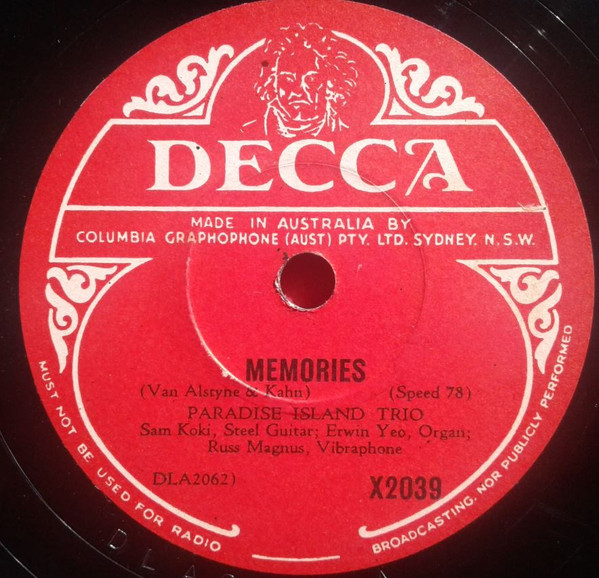 DECCA
MADE IN AUSTRALIA BY
COLUMBIA GRAPHOPHONE (AUST) PTY. LTD. SYDNEY. N.S.W.
MEMORIES
(Van Alstyne & Kahn) (Speed 78)
PARADISE ISLAND TRIO
Sam Koki, Steel Guitar; Erwin Yeo, Organ;
Russ Magnus, Vibraphone
DLA2062) X2039
MUST NOT BE USED FOR RADIO BROADCASTING, NOR PUBLICLY PERFORMED
D L A